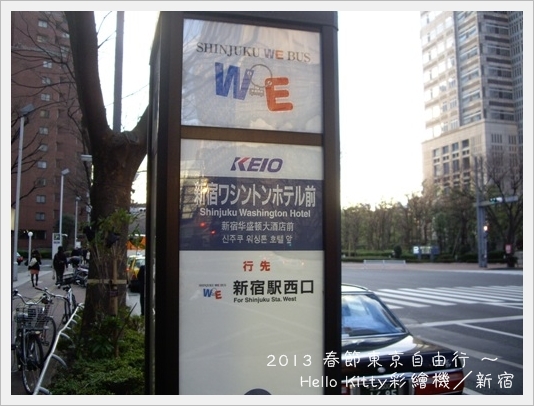 SHINJUKU WE BUS
WE
KEIO
新宿ワシントンホテル前
Shinjuku Washington Hotel
新宿华盛顿大酒店前
신주쿠 워싱톤 호텔 앞
行先
WE 新宿駅西口
For Shinjuku Sta. West
2013 春節東京自由行 ～
Hello Kitty彩繪機／新宿